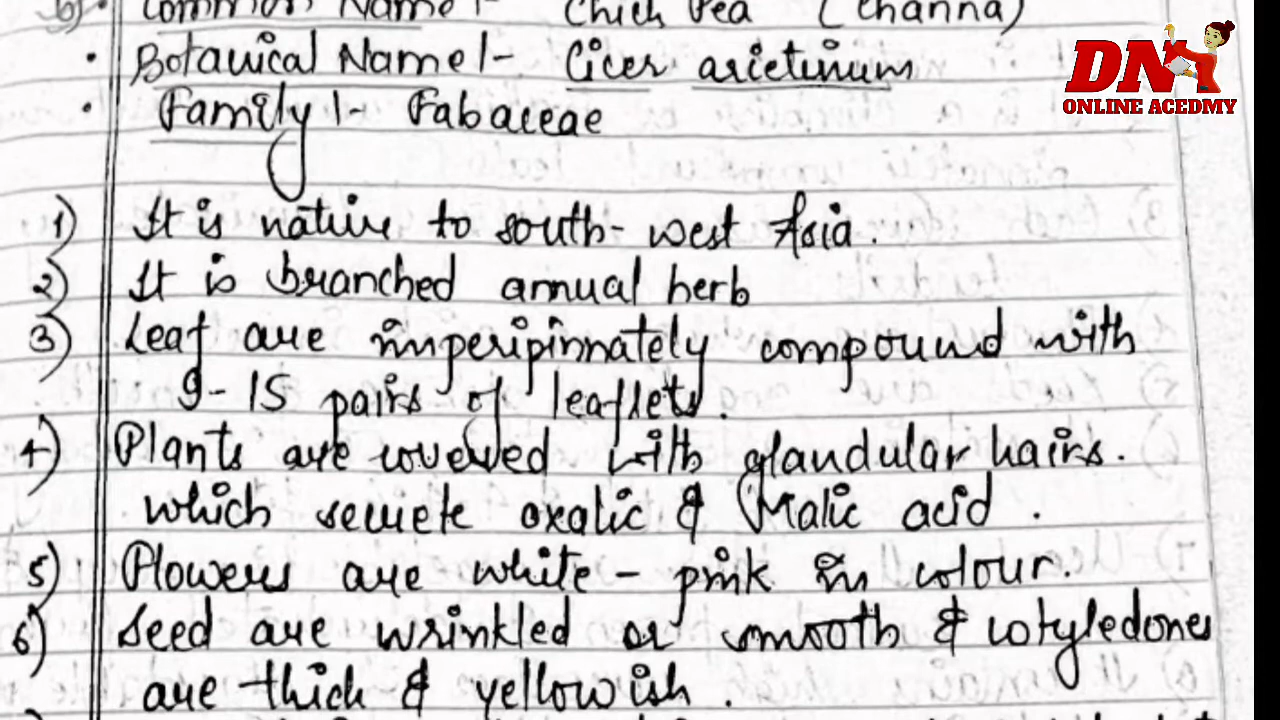 b) Common Name:- Chick Pea (Channa)
• Botanical Name:- Cicer arietinum
• Family:- Fabaceae
1) It is native to south-west Asia.
2) It is branched annual herb
3) Leaf are imperipinnately compound with
9-15 pairs of leaflets.
4) Plants are covered with glandular hairs.
which secrete oxalic & Malic acid.
5) Flowers are white - pink in colour.
6) Seed are wrinkled or smooth & cotyledones
are thick & yellowish.
DN
ONLINE ACEDMY